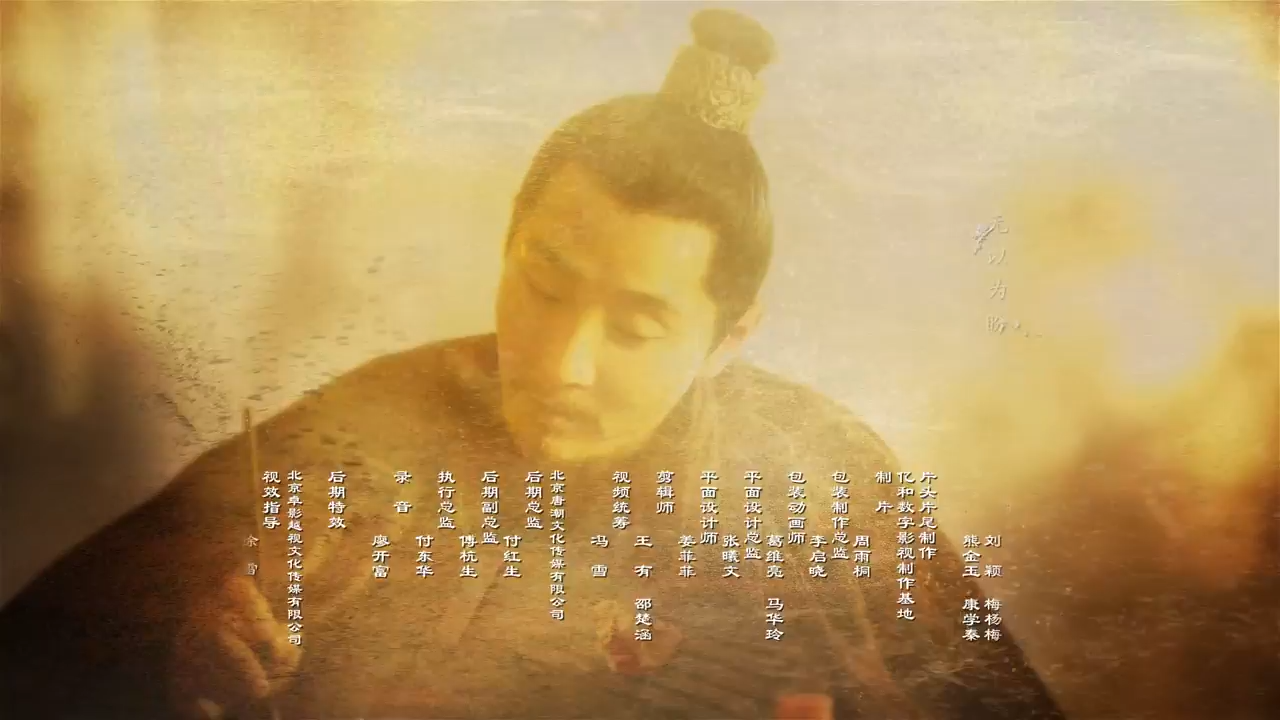 无以为
刘颖 梅杨梅
熊金玉 康学秦
片头片尾制作
亿和数字影视制作基地
制片
周雨桐
包装制作总监
李启晓
包装动画师
葛维亮 马华玲
平面设计总监
张曦文
平面设计师
姜菲菲
剪辑师
王有 邵楚涵
视频统筹
冯雪
北京唐潮文化传媒有限公司
后期总监
付红生
后期副总监
傅杭生
执行总监
付东华
录音
廖开富
后期特效
北京卓影越视文化传媒有限公司
视效指导
余